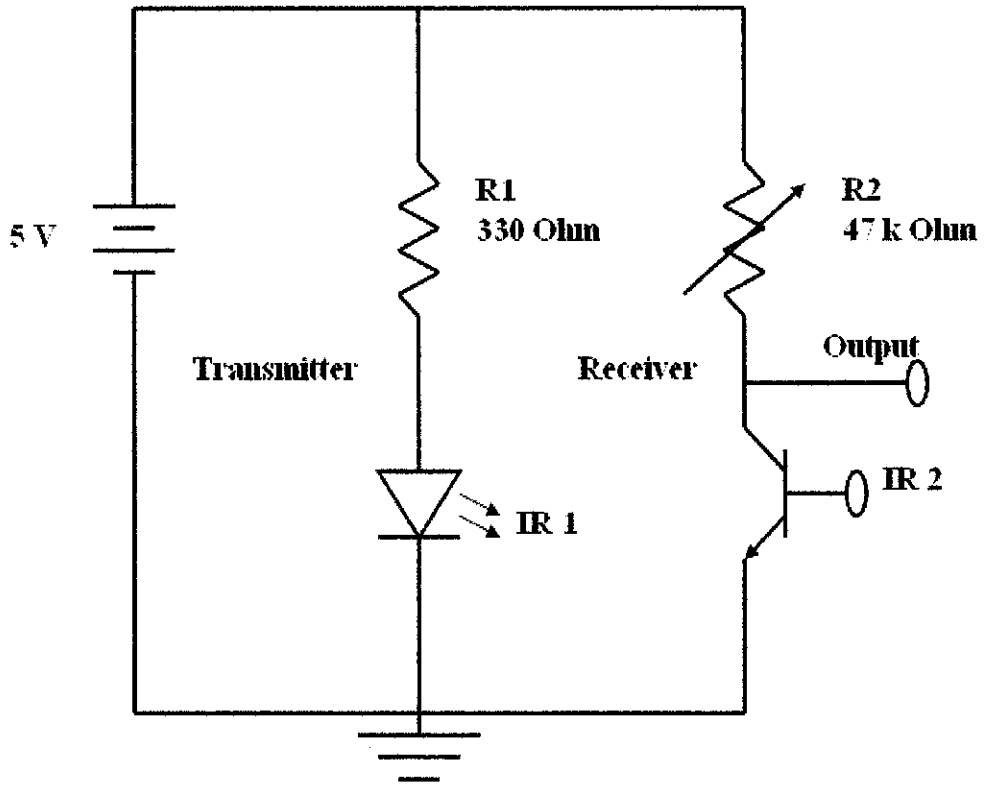 5 V
R1
330 Ohm
R2
47 k Ohm
Transmitter
Receiver
Output
IR 1
IR 2